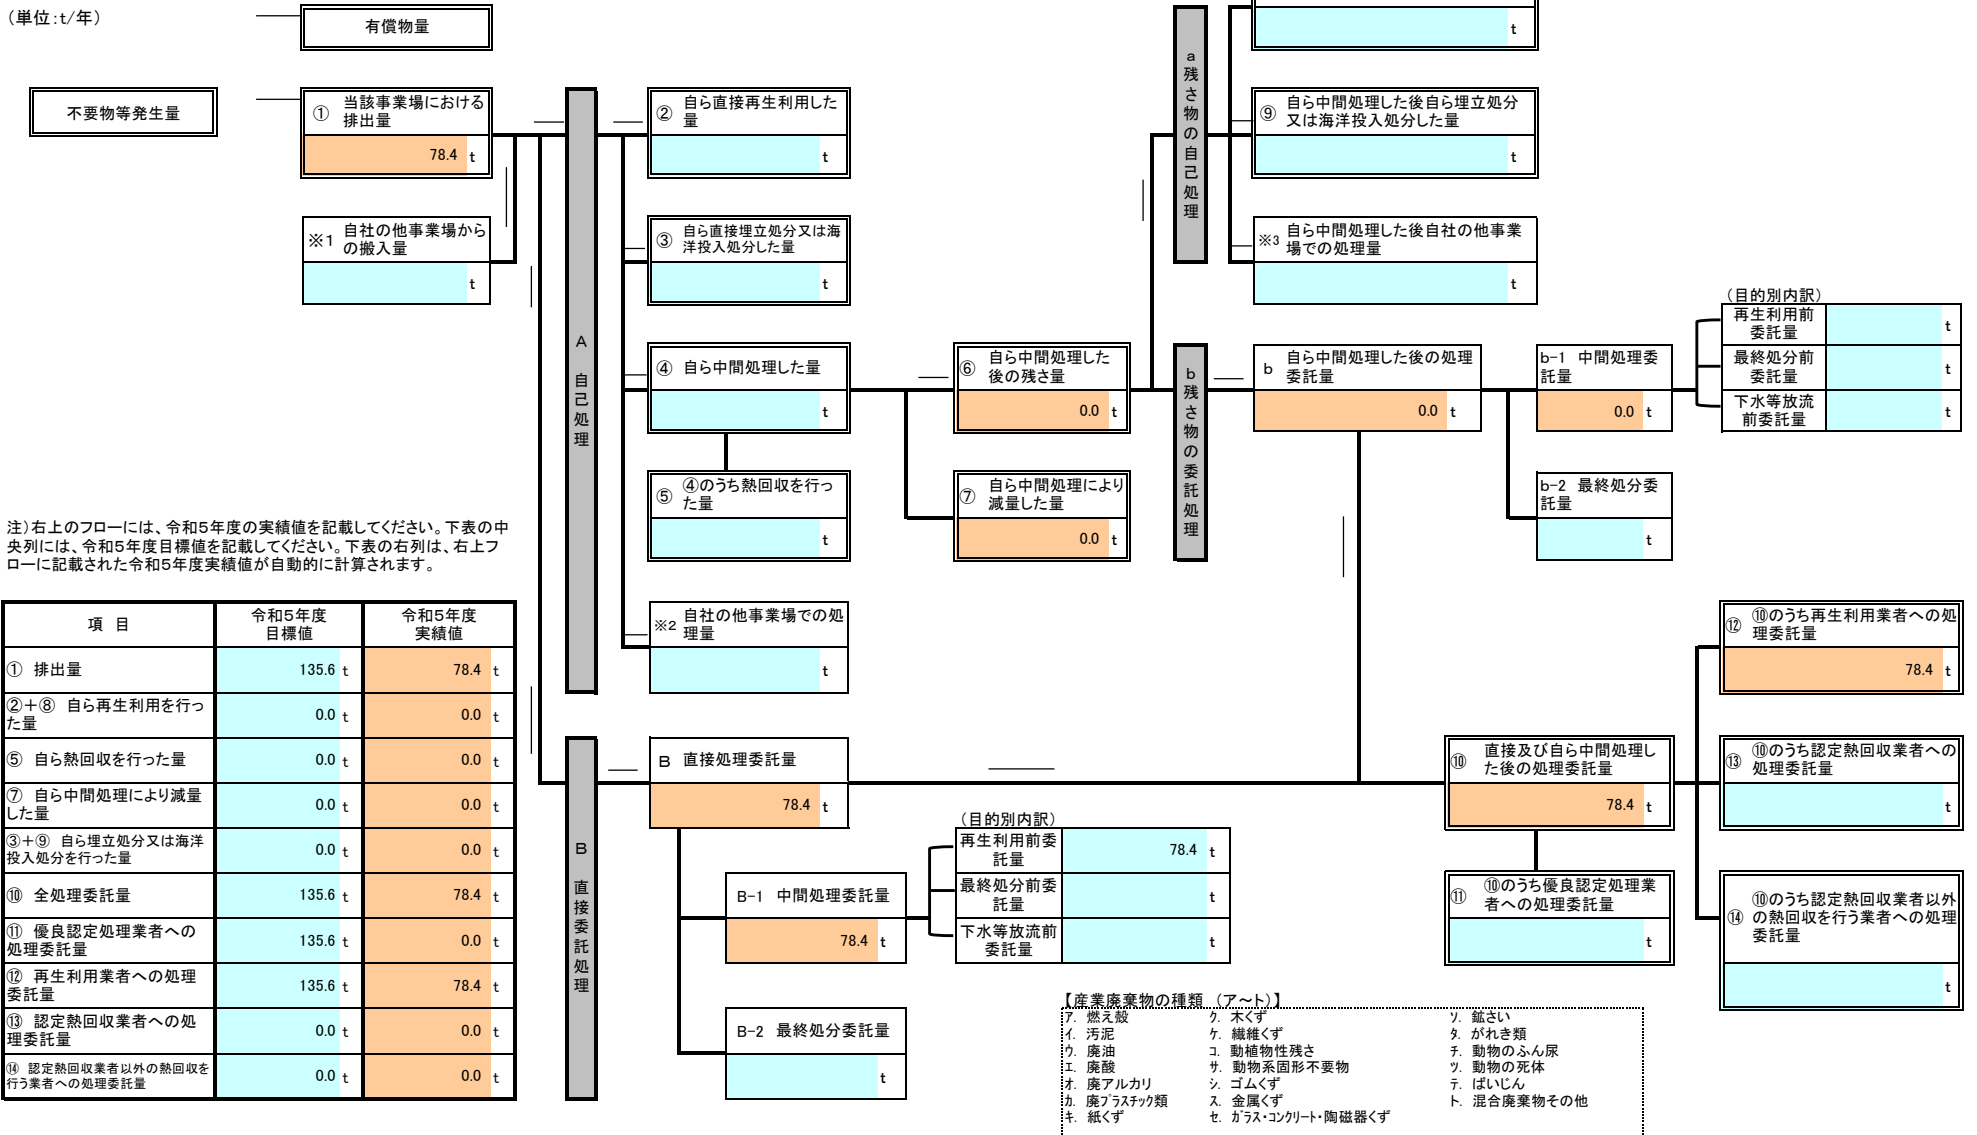 （単位：t/年）
有償物量
不要物等発生量
① 当該事業場における
排出量
78.4 t
※1 自社の他事業場から
の搬入量
t
A 自己処理
② 自ら直接再生利用した
量
t
③ 自ら直接埋立処分又は海
洋投入処分した量
t
④ 自ら中間処理した量
t
⑤ ④のうち熱回収を行っ
た量
t
※2 自社の他事業場での処
理量
t
⑥ 自ら中間処理した
後の残さ量
0.0 t
⑦ 自ら中間処理により
減量した量
0.0 t
a 残さ物の自己処理
t
⑨ 自ら中間処理した後自ら埋立処分
又は海洋投入処分した量
t
※3 自ら中間処理した後自社の他事業
場での処理量
t
b 残さ物の委託処理
b 自ら中間処理した後の処理
委託量
0.0 t
b-1 中間処理委
託量
0.0 t
b-2 最終処分委
託量
t
（目的別内訳）
再生利用前
委託量
t
最終処分前
委託量
t
下水等放流
前委託量
t
注）右上のフローには、令和5年度の実績値を記載してください。下表の中
央列には、令和5年度目標値を記載してください。下表の右列は、右上フ
ローに記載された令和5年度実績値が自動的に計算されます。
項 目 令和5年度
目標値 令和5年度
実績値
① 排出量 135.6 t 78.4 t
②＋⑧ 自ら再生利用を行っ
た量 0.0 t 0.0 t
⑤ 自ら熱回収を行った量 0.0 t 0.0 t
⑦ 自ら中間処理により減量
した量 0.0 t 0.0 t
③＋⑨ 自ら埋立処分又は海洋
投入処分を行った量 0.0 t 0.0 t
⑩ 全処理委託量 135.6 t 78.4 t
⑪ 優良認定処理業者への
処理委託量 135.6 t 0.0 t
⑫ 再生利用業者への処理
委託量 135.6 t 78.4 t
⑬ 認定熱回収業者への処
理委託量 0.0 t 0.0 t
⑭ 認定熱回収業者以外の熱回収を
行う業者への処理委託量 0.0 t 0.0 t
B 直接委託処理
B 直接処理委託量
78.4 t
B-1 中間処理委託量
78.4 t
B-2 最終処分委託量
t
（目的別内訳）
再生利用前委
託量
78.4 t
最終処分前委
託量
t
下水等放流前
委託量
t
⑩ 直接及び自ら中間処理し
た後の処理委託量
78.4 t
⑪ ⑩のうち優良認定処理業
者への処理委託量
t
⑫ ⑩のうち再生利用業者への処
理委託量
78.4 t
⑬ ⑩のうち認定熱回収業者への
処理委託量
t
⑭ ⑩のうち認定熱回収業者以外
の熱回収を行う業者への処理
委託量
t
【産業廃棄物の種類 （ア～ト）】
ア. 燃え殻 ク. 木くず ソ. 鉱さい
イ. 汚泥 ケ. 繊維くず タ. がれき類
ウ. 廃油 コ. 動植物性残さ チ. 動物のふん尿
エ. 廃酸 サ. 動物系固形不要物 ツ. 動物の死体
オ. 廃アルカリ シ. ゴムくず テ. ばいじん
カ. 廃プラスチック類 ス. 金属くず ト. 混合廃棄物その他
キ. 紙くず セ. ガラス・コンクリート・陶磁器くず